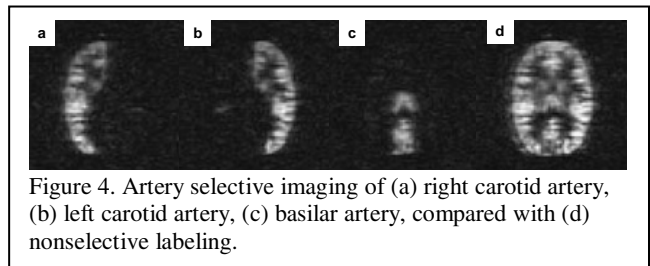 a b c d
Figure 4. Artery selective imaging of (a) right carotid artery,
(b) left carotid artery, (c) basilar artery, compared with (d)
nonselective labeling.